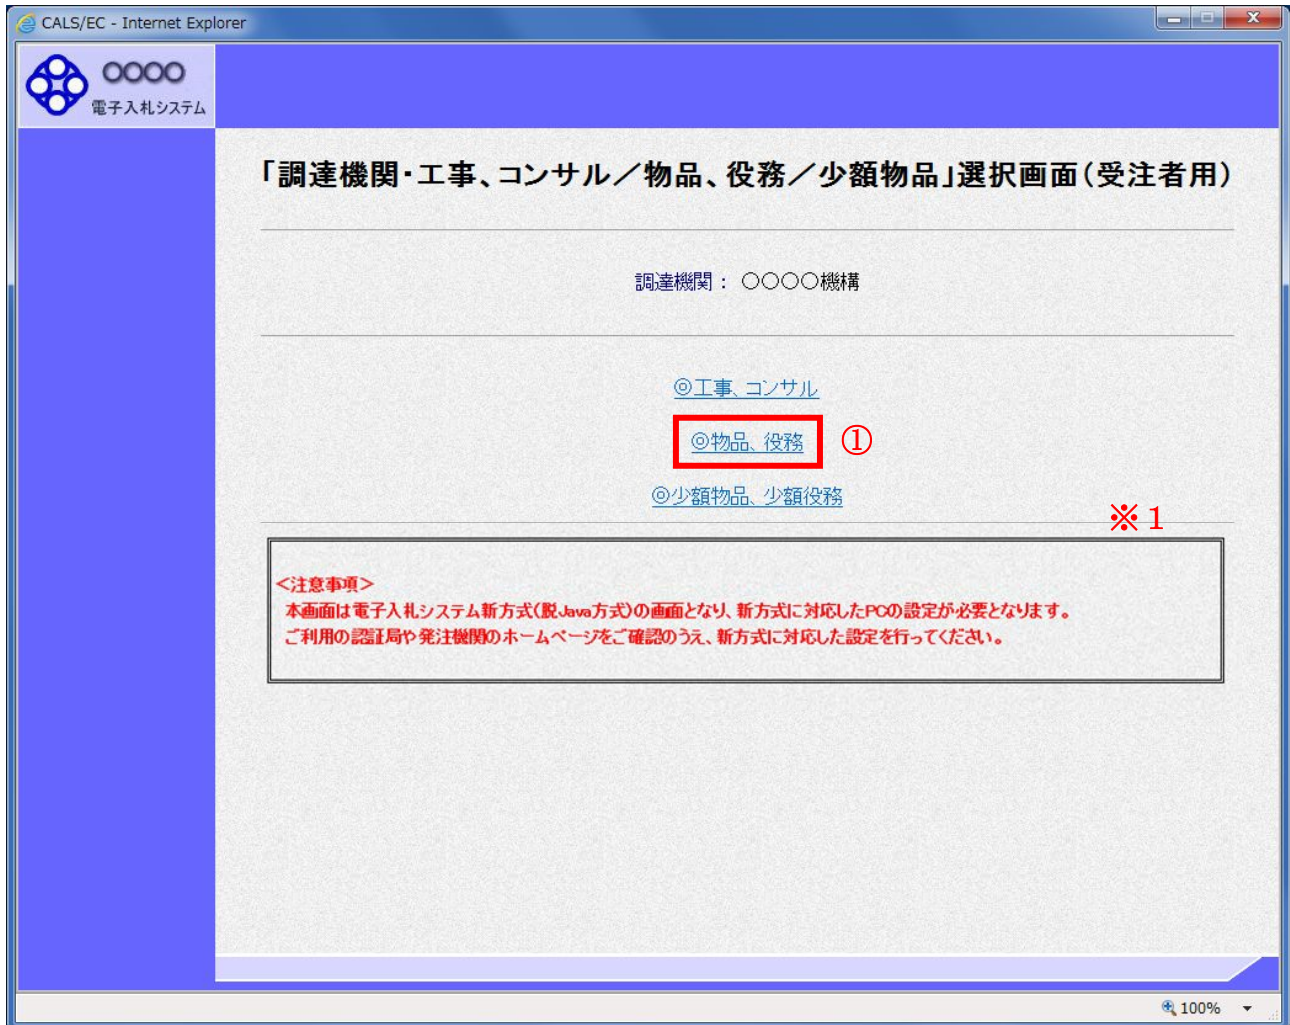 CALS/EC - Internet Explorer
○○○○
電子入札システム
「調達機関・工事、コンサル／物品、役務／少額物品」選択画面（受注者用）
調達機関： ○○○○機構
◎工事、コンサル
◎物品、役務 ①
◎少額物品、少額役務
※１
＜注意事項＞
本画面は電子入札システム新方式(脱Java方式)の画面となり、新方式に対応したPCの設定が必要となります。
ご利用の認証局や発注機関のホームページをご確認のうえ、新方式に対応した設定を行ってください。
100%